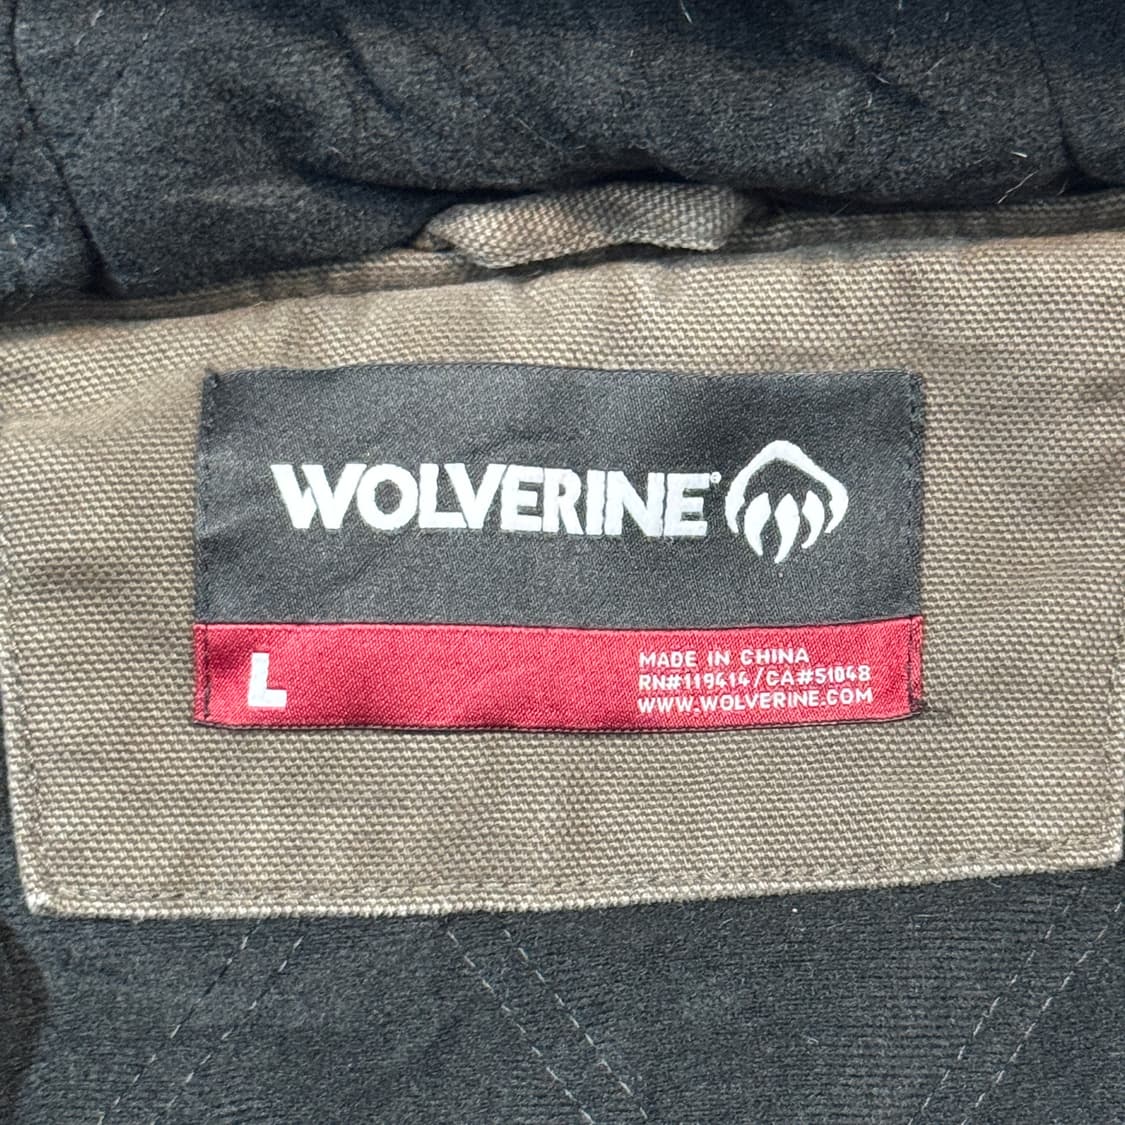 WOLVERINE®
L
MADE IN CHINA
RN#119414/CA#51048
WWW.WOLVERINE.COM